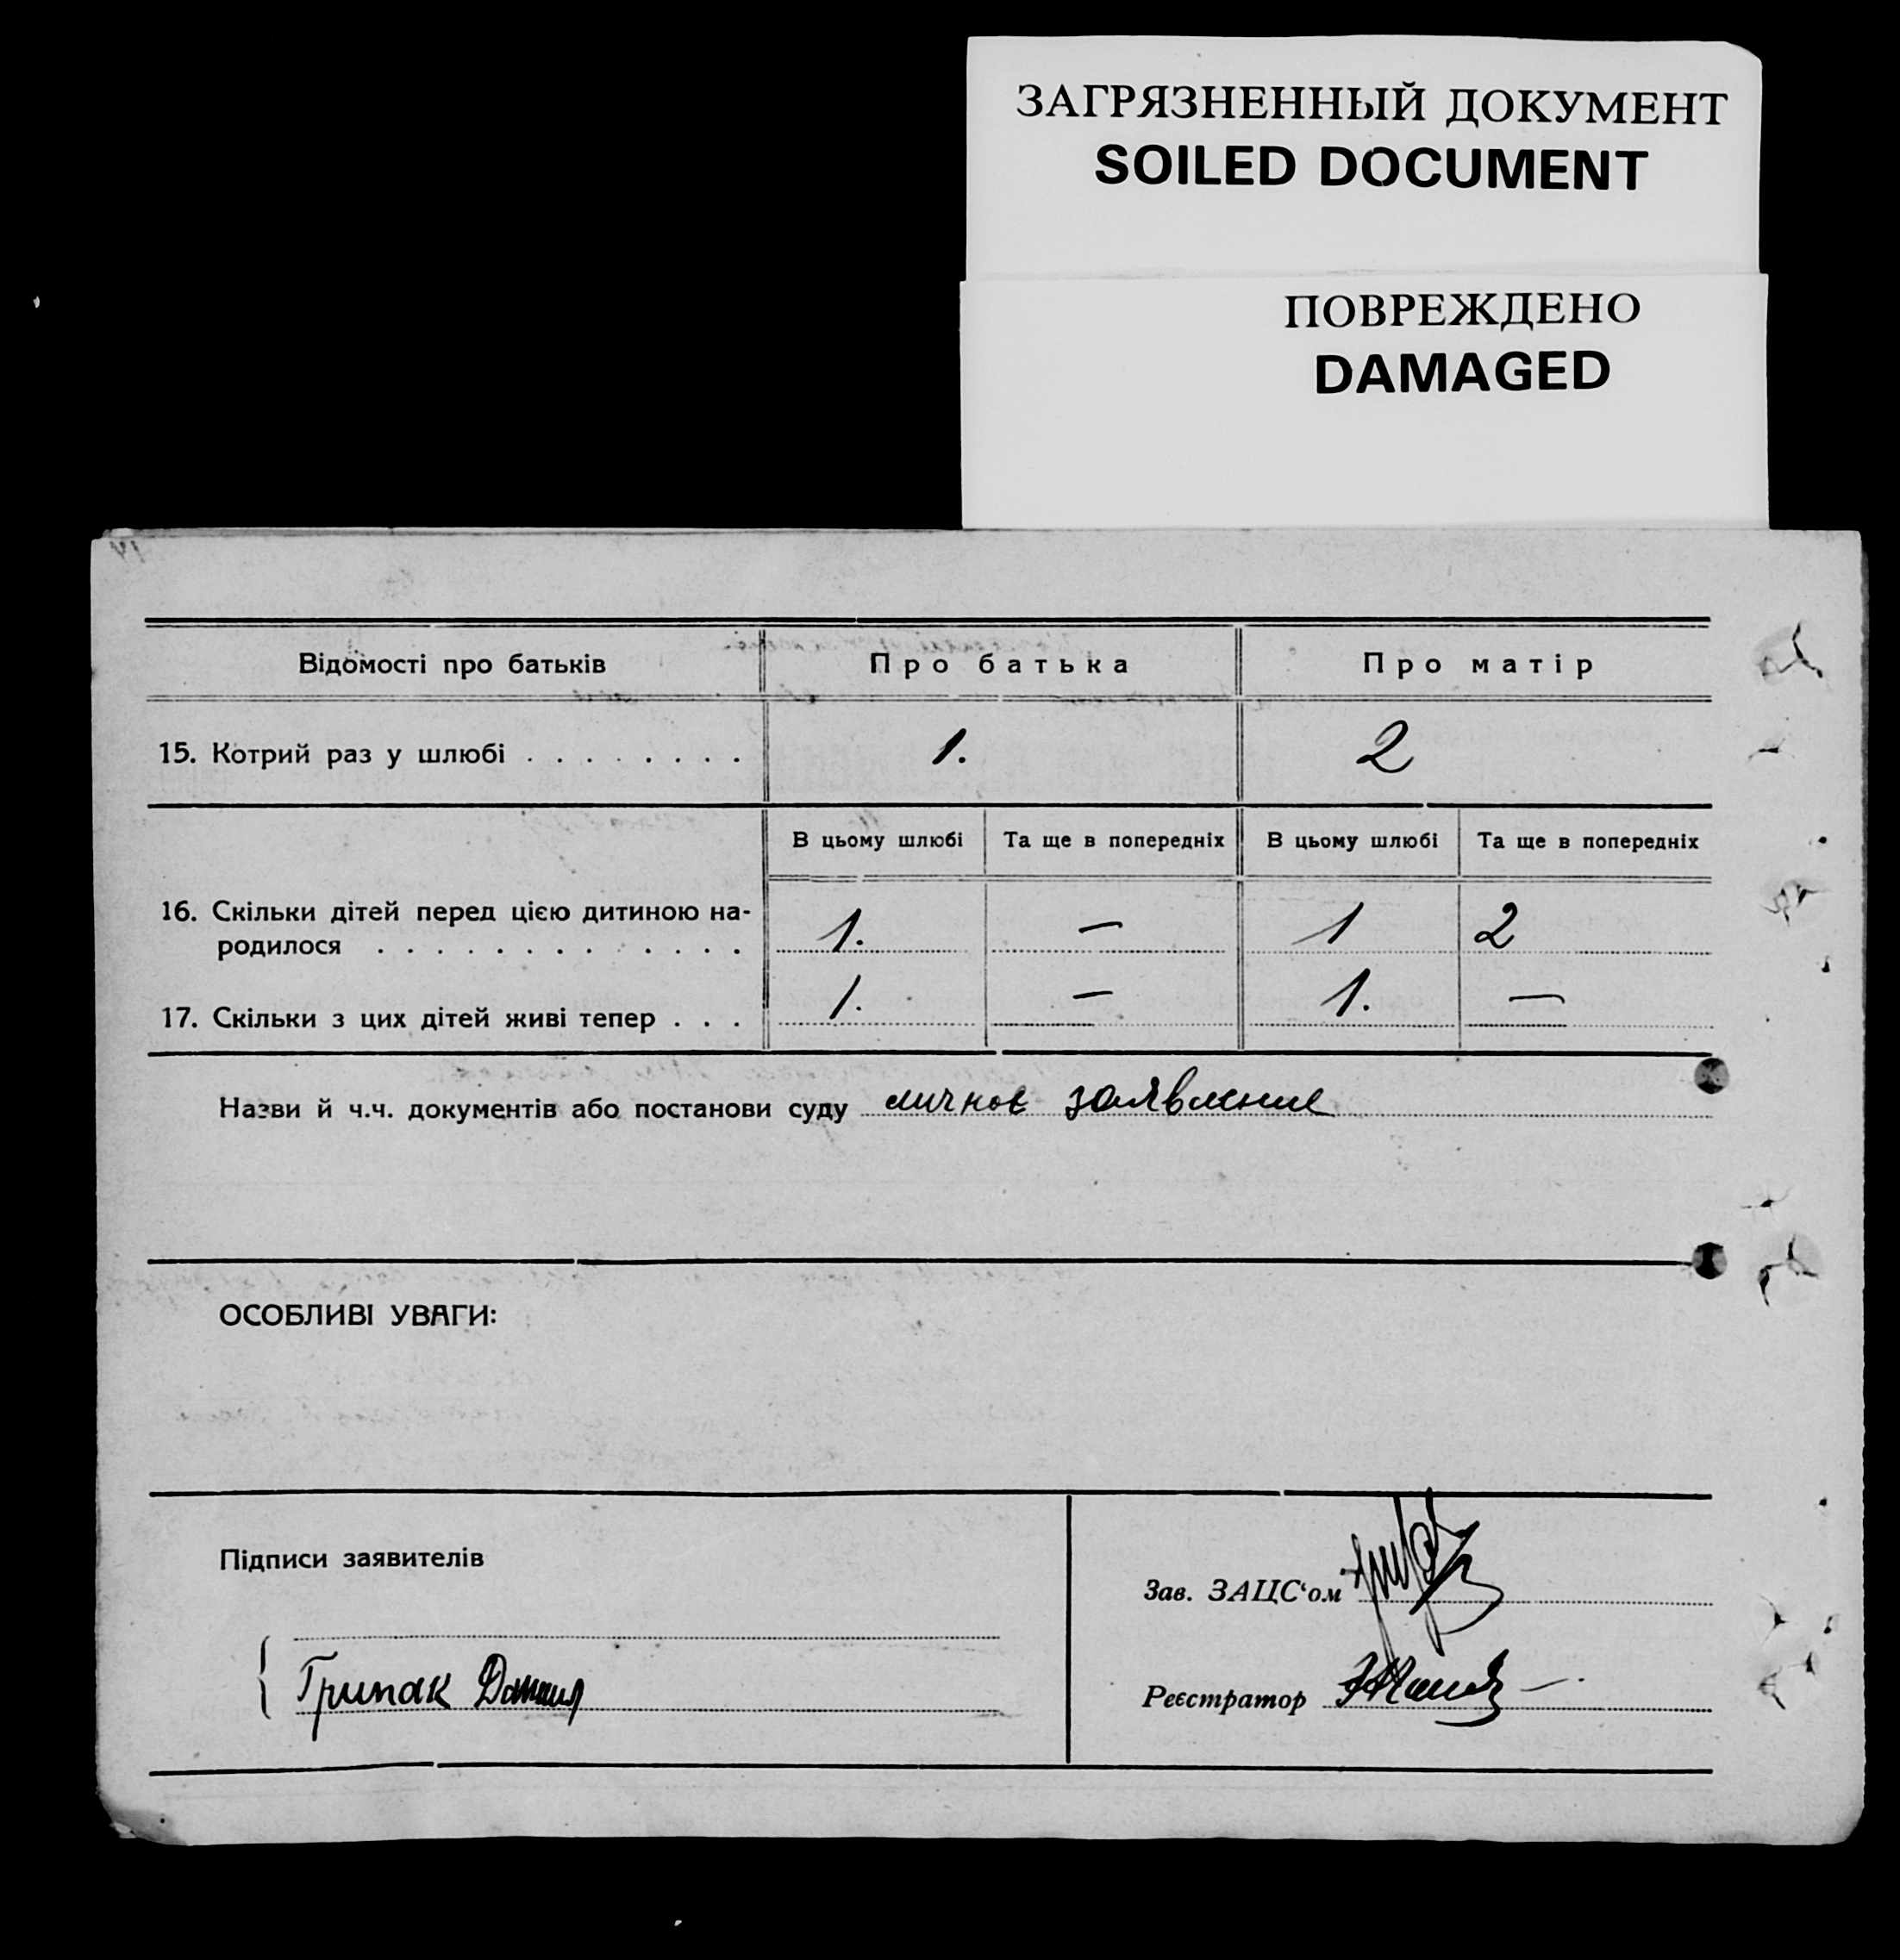 ЗАГРЯЗНЕННЫЙ ДОКУМЕНТ
SOILED DOCUMENT
ПОВРЕЖДЕНО
DAMAGED
Відомості про батьків Про батька Про матір
15. Котрий раз у шлюбі . . . . . . . . 1. 2
В цьому шлюбі Та ще в попередніх В цьому шлюбі Та ще в попередніх
16. Скільки дітей перед цією дитиною на-
родилося . . . . . . . . . . . . . 1. — 1 2
17. Скільки з цих дітей живі тепер . . . 1. — 1. —
Назви й ч.ч. документів або постанови суду личное заявление
ОСОБЛИВІ УВАГИ:
Підписи заявителів
Зав. ЗАЦС'ом
Грипак Даниил
Реєстратор